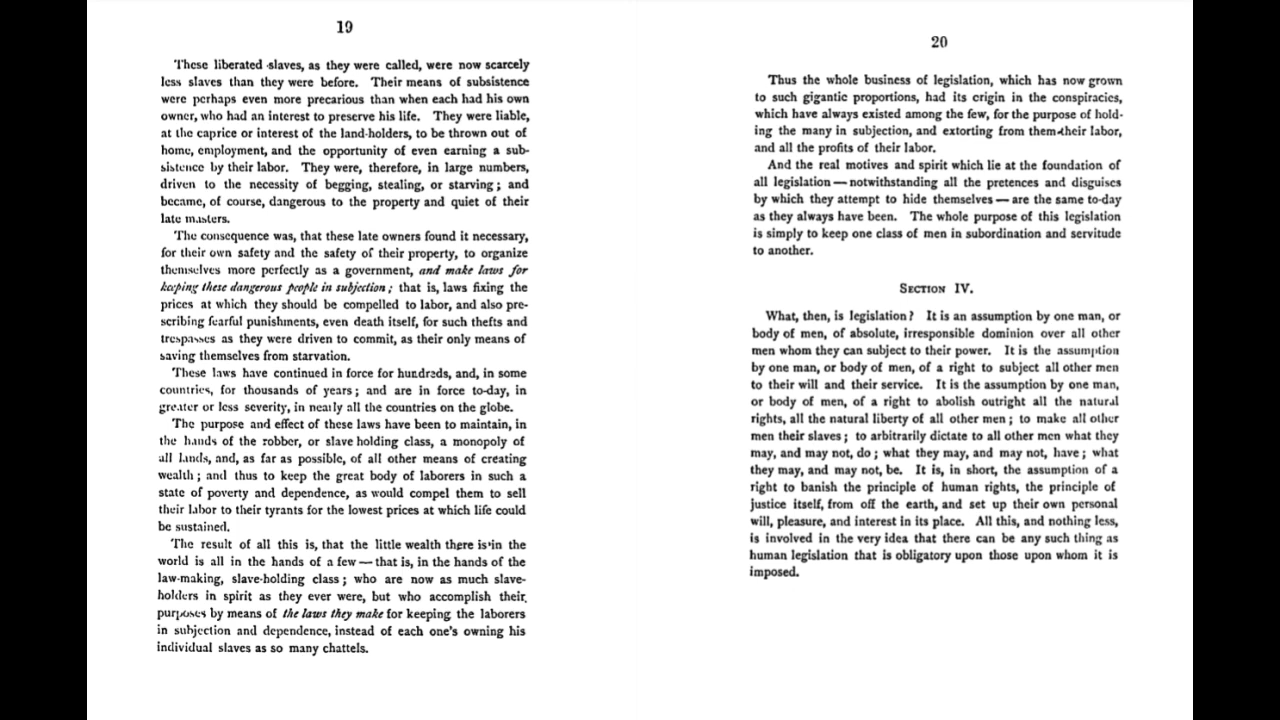 19
These liberated slaves, as they were called, were now scarcely
less slaves than they were before. Their means of subsistence
were perhaps even more precarious than when each had his own
owner, who had an interest to preserve his life. They were liable,
at the caprice or interest of the land-holders, to be thrown out of
home, employment, and the opportunity of even earning a sub-
sistence by their labor. They were, therefore, in large numbers,
driven to the necessity of begging, stealing, or starving; and
became, of course, dangerous to the property and quiet of their
late masters.
The consequence was, that these late owners found it necessary,
for their own safety and the safety of their property, to organize
themselves more perfectly as a government, and make laws for
keeping these dangerous people in subjection; that is, laws fixing the
prices at which they should be compelled to labor, and also pre-
scribing fearful punishments, even death itself, for such thefts and
trespasses as they were driven to commit, as their only means of
saving themselves from starvation.
These laws have continued in force for hundreds, and, in some
countries, for thousands of years; and are in force to-day, in
greater or less severity, in nearly all the countries on the globe.
The purpose and effect of these laws have been to maintain, in
the hands of the robber, or slave holding class, a monopoly of
all lands, and, as far as possible, of all other means of creating
wealth; and thus to keep the great body of laborers in such a
state of poverty and dependence, as would compel them to sell
their labor to their tyrants for the lowest prices at which life could
be sustained.
The result of all this is, that the little wealth there is in the
world is all in the hands of a few — that is, in the hands of the
law-making, slave-holding class; who are now as much slave-
holders in spirit as they ever were, but who accomplish their
purposes by means of the laws they make for keeping the laborers
in subjection and dependence, instead of each one's owning his
individual slaves as so many chattels.
20
Thus the whole business of legislation, which has now grown
to such gigantic proportions, had its origin in the conspiracies,
which have always existed among the few, for the purpose of hold-
ing the many in subjection, and extorting from them their labor,
and all the profits of their labor.
And the real motives and spirit which lie at the foundation of
all legislation — notwithstanding all the pretences and disguises
by which they attempt to hide themselves — are the same to-day
as they always have been. The whole purpose of this legislation
is simply to keep one class of men in subordination and servitude
to another.
SECTION IV.
What, then, is legislation? It is an assumption by one man, or
body of men, of absolute, irresponsible dominion over all other
men whom they can subject to their power. It is the assumption
by one man, or body of men, of a right to subject all other men
to their will and their service. It is the assumption by one man,
or body of men, of a right to abolish outright all the natural
rights, all the natural liberty of all other men; to make all other
men their slaves; to arbitrarily dictate to all other men what they
may, and may not, do; what they may, and may not, have; what
they may, and may not, be. It is, in short, the assumption of a
right to banish the principle of human rights, the principle of
justice itself, from off the earth, and set up their own personal
will, pleasure, and interest in its place. All this, and nothing less,
is involved in the very idea that there can be any such thing as
human legislation that is obligatory upon those upon whom it is
imposed.